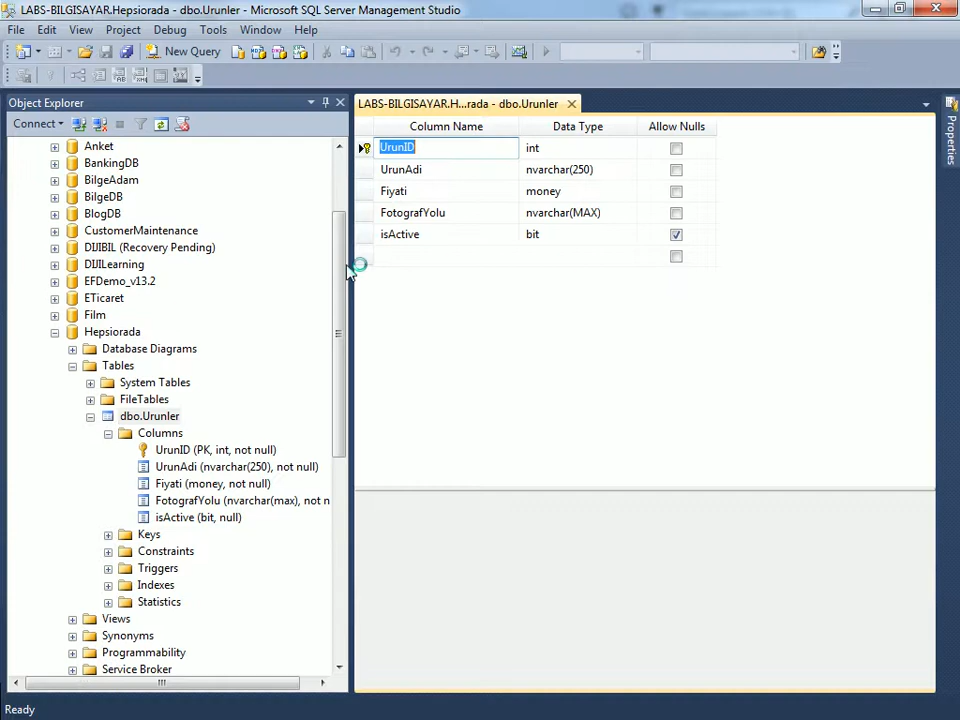 LABS-BILGISAYAR.Hepsiorada - dbo.Urunler - Microsoft SQL Server Management Studio
File Edit View Project Debug Tools Window Help
New Query
Object Explorer
LABS-BILGISAYAR.H...rada - dbo.Urunler
Connect
Column Name Data Type Allow Nulls
UrunID int
UrunAdi nvarchar(250)
Fiyati money
FotografYolu nvarchar(MAX)
isActive bit
Properties
Anket
BankingDB
BilgeAdam
BilgeDB
BlogDB
CustomerMaintenance
DIJIBIL (Recovery Pending)
DIJILearning
EFDemo_v13.2
ETicaret
Film
Hepsiorada
Database Diagrams
Tables
System Tables
FileTables
dbo.Urunler
Columns
UrunID (PK, int, not null)
UrunAdi (nvarchar(250), not null)
Fiyati (money, not null)
FotografYolu (nvarchar(max), not n
isActive (bit, null)
Keys
Constraints
Triggers
Indexes
Statistics
Views
Synonyms
Programmability
Service Broker
Ready